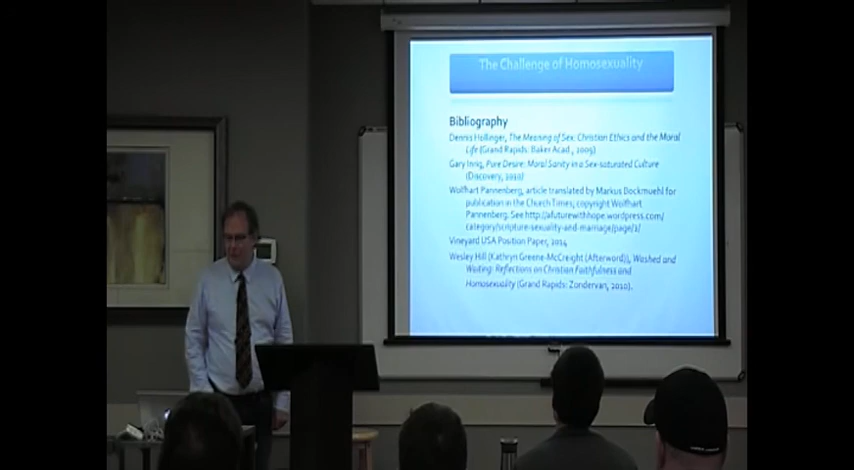 The Challenge of Homosexuality
Bibliography
Dennis Hollinger, The Meaning of Sex: Christian Ethics and the Moral
Life (Grand Rapids: Baker Acad., 2009).
Gary Inrig, Pure Desire: Moral Sanity in a Sex-saturated Culture
(Discovery, 2010)
Wolfhart Pannenberg, article translated by Markus Bockmuehl for
publication in the Church Times; copyright Wolfhart
Pannenberg. See http://afuturewithhope.wordpress.com/
category/scripture-sexuality-and-marriage/page/2/
Vineyard USA Position Paper, 2014
Wesley Hill (Kathryn Greene-McCreight (Afterword)), Washed and
Waiting: Reflections on Christian Faithfulness and
Homosexuality (Grand Rapids: Zondervan, 2010).